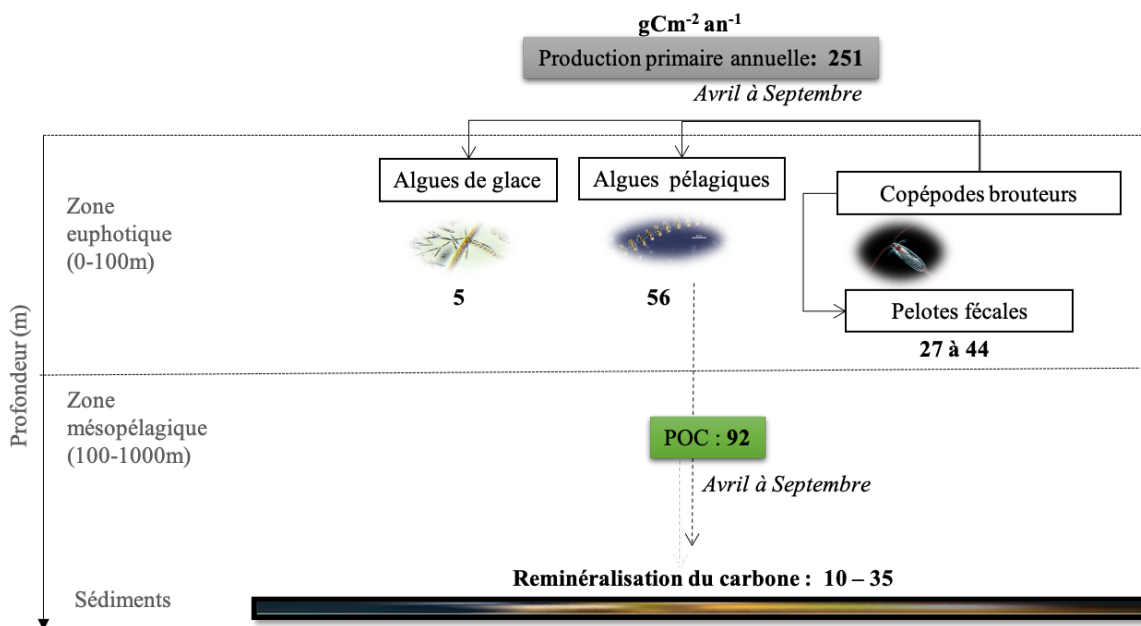 gCm⁻² an⁻¹
Production primaire annuelle: 251
Avril à Septembre
Algues de glace
Algues pélagiques
Copépodes brouteurs
Zone
euphotique
(0-100m)
5
56
Pelotes fécales
27 à 44
Profondeur (m)
Zone
mésopélagique
(100-1000m)
POC : 92
Avril à Septembre
Reminéralisation du carbone : 10 – 35
Sédiments